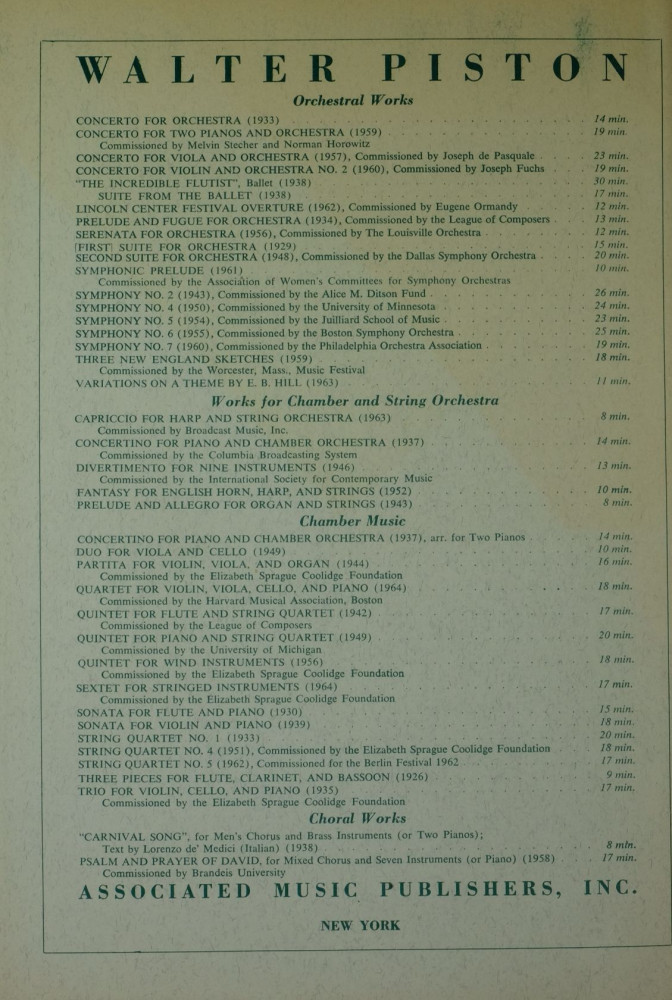 WALTER PISTON
Orchestral Works
CONCERTO FOR ORCHESTRA (1933) 14 min.
CONCERTO FOR TWO PIANOS AND ORCHESTRA (1959) 19 min.
Commissioned by Melvin Stecher and Norman Horowitz
CONCERTO FOR VIOLA AND ORCHESTRA (1957), Commissioned by Joseph de Pasquale 23 min.
CONCERTO FOR VIOLIN AND ORCHESTRA NO. 2 (1960), Commissioned by Joseph Fuchs 19 min.
"THE INCREDIBLE FLUTIST", Ballet (1938) 30 min.
SUITE FROM THE BALLET (1938) 17 min.
LINCOLN CENTER FESTIVAL OVERTURE (1962), Commissioned by Eugene Ormandy 12 min.
PRELUDE AND FUGUE FOR ORCHESTRA (1934), Commissioned by the League of Composers 13 min.
SERENATA FOR ORCHESTRA (1956), Commissioned by The Louisville Orchestra 12 min.
[FIRST] SUITE FOR ORCHESTRA (1929) 15 min.
SECOND SUITE FOR ORCHESTRA (1948), Commissioned by the Dallas Symphony Orchestra 20 min.
SYMPHONIC PRELUDE (1961) 10 min.
Commissioned by the Association of Women's Committees for Symphony Orchestras
SYMPHONY NO. 2 (1943), Commissioned by the Alice M. Ditson Fund 26 min.
SYMPHONY NO. 4 (1950), Commissioned by the University of Minnesota 24 min.
SYMPHONY NO. 5 (1954), Commissioned by the Juilliard School of Music 23 min.
SYMPHONY NO. 6 (1955), Commissioned by the Boston Symphony Orchestra 25 min.
SYMPHONY NO. 7 (1960), Commissioned by the Philadelphia Orchestra Association 19 min.
THREE NEW ENGLAND SKETCHES (1959) 18 min.
Commissioned by the Worcester, Mass., Music Festival
VARIATIONS ON A THEME BY E. B. HILL (1963) 11 min.
Works for Chamber and String Orchestra
CAPRICCIO FOR HARP AND STRING ORCHESTRA (1963) 8 min.
Commissioned by Broadcast Music, Inc.
CONCERTINO FOR PIANO AND CHAMBER ORCHESTRA (1937) 14 min.
Commissioned by the Columbia Broadcasting System
DIVERTIMENTO FOR NINE INSTRUMENTS (1946) 13 min.
Commissioned by the International Society for Contemporary Music
FANTASY FOR ENGLISH HORN, HARP, AND STRINGS (1952) 10 min.
PRELUDE AND ALLEGRO FOR ORGAN AND STRINGS (1943) 8 min.
Chamber Music
CONCERTINO FOR PIANO AND CHAMBER ORCHESTRA (1937), arr. for Two Pianos 14 min.
DUO FOR VIOLA AND CELLO (1949) 10 min.
PARTITA FOR VIOLIN, VIOLA, AND ORGAN (1944) 16 min.
Commissioned by the Elizabeth Sprague Coolidge Foundation
QUARTET FOR VIOLIN, VIOLA, CELLO, AND PIANO (1964) 18 min.
Commissioned by the Harvard Musical Association, Boston
QUINTET FOR FLUTE AND STRING QUARTET (1942) 17 min.
Commissioned by the League of Composers
QUINTET FOR PIANO AND STRING QUARTET (1949) 20 min.
Commissioned by the University of Michigan
QUINTET FOR WIND INSTRUMENTS (1956) 18 min.
Commissioned by the Elizabeth Sprague Coolidge Foundation
SEXTET FOR STRINGED INSTRUMENTS (1964) 17 min.
Commissioned by the Elizabeth Sprague Coolidge Foundation
SONATA FOR FLUTE AND PIANO (1930) 15 min.
SONATA FOR VIOLIN AND PIANO (1939) 18 min.
STRING QUARTET NO. 1 (1933) 20 min.
STRING QUARTET NO. 4 (1951), Commissioned by the Elizabeth Sprague Coolidge Foundation 18 min.
STRING QUARTET NO. 5 (1962), Commissioned for the Berlin Festival 1962 17 min.
THREE PIECES FOR FLUTE, CLARINET, AND BASSOON (1926) 9 min.
TRIO FOR VIOLIN, CELLO, AND PIANO (1935) 17 min.
Commissioned by the Elizabeth Sprague Coolidge Foundation
Choral Works
"CARNIVAL SONG", for Men's Chorus and Brass Instruments (or Two Pianos);
Text by Lorenzo de' Medici (Italian) (1938) 8 min.
PSALM AND PRAYER OF DAVID, for Mixed Chorus and Seven Instruments (or Piano) (1958) 17 min.
Commissioned by Brandeis University
ASSOCIATED MUSIC PUBLISHERS, INC.
NEW YORK